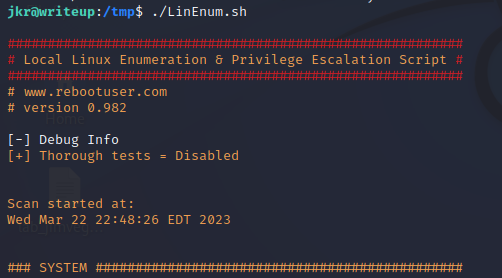 jkr@writeup:/tmp$ ./LinEnum.sh
#########################################################
# Local Linux Enumeration & Privilege Escalation Script #
#########################################################
# www.rebootuser.com
# version 0.982
[-] Debug Info
[+] Thorough tests = Disabled
Scan started at:
Wed Mar 22 22:48:26 EDT 2023
### SYSTEM ##############################################